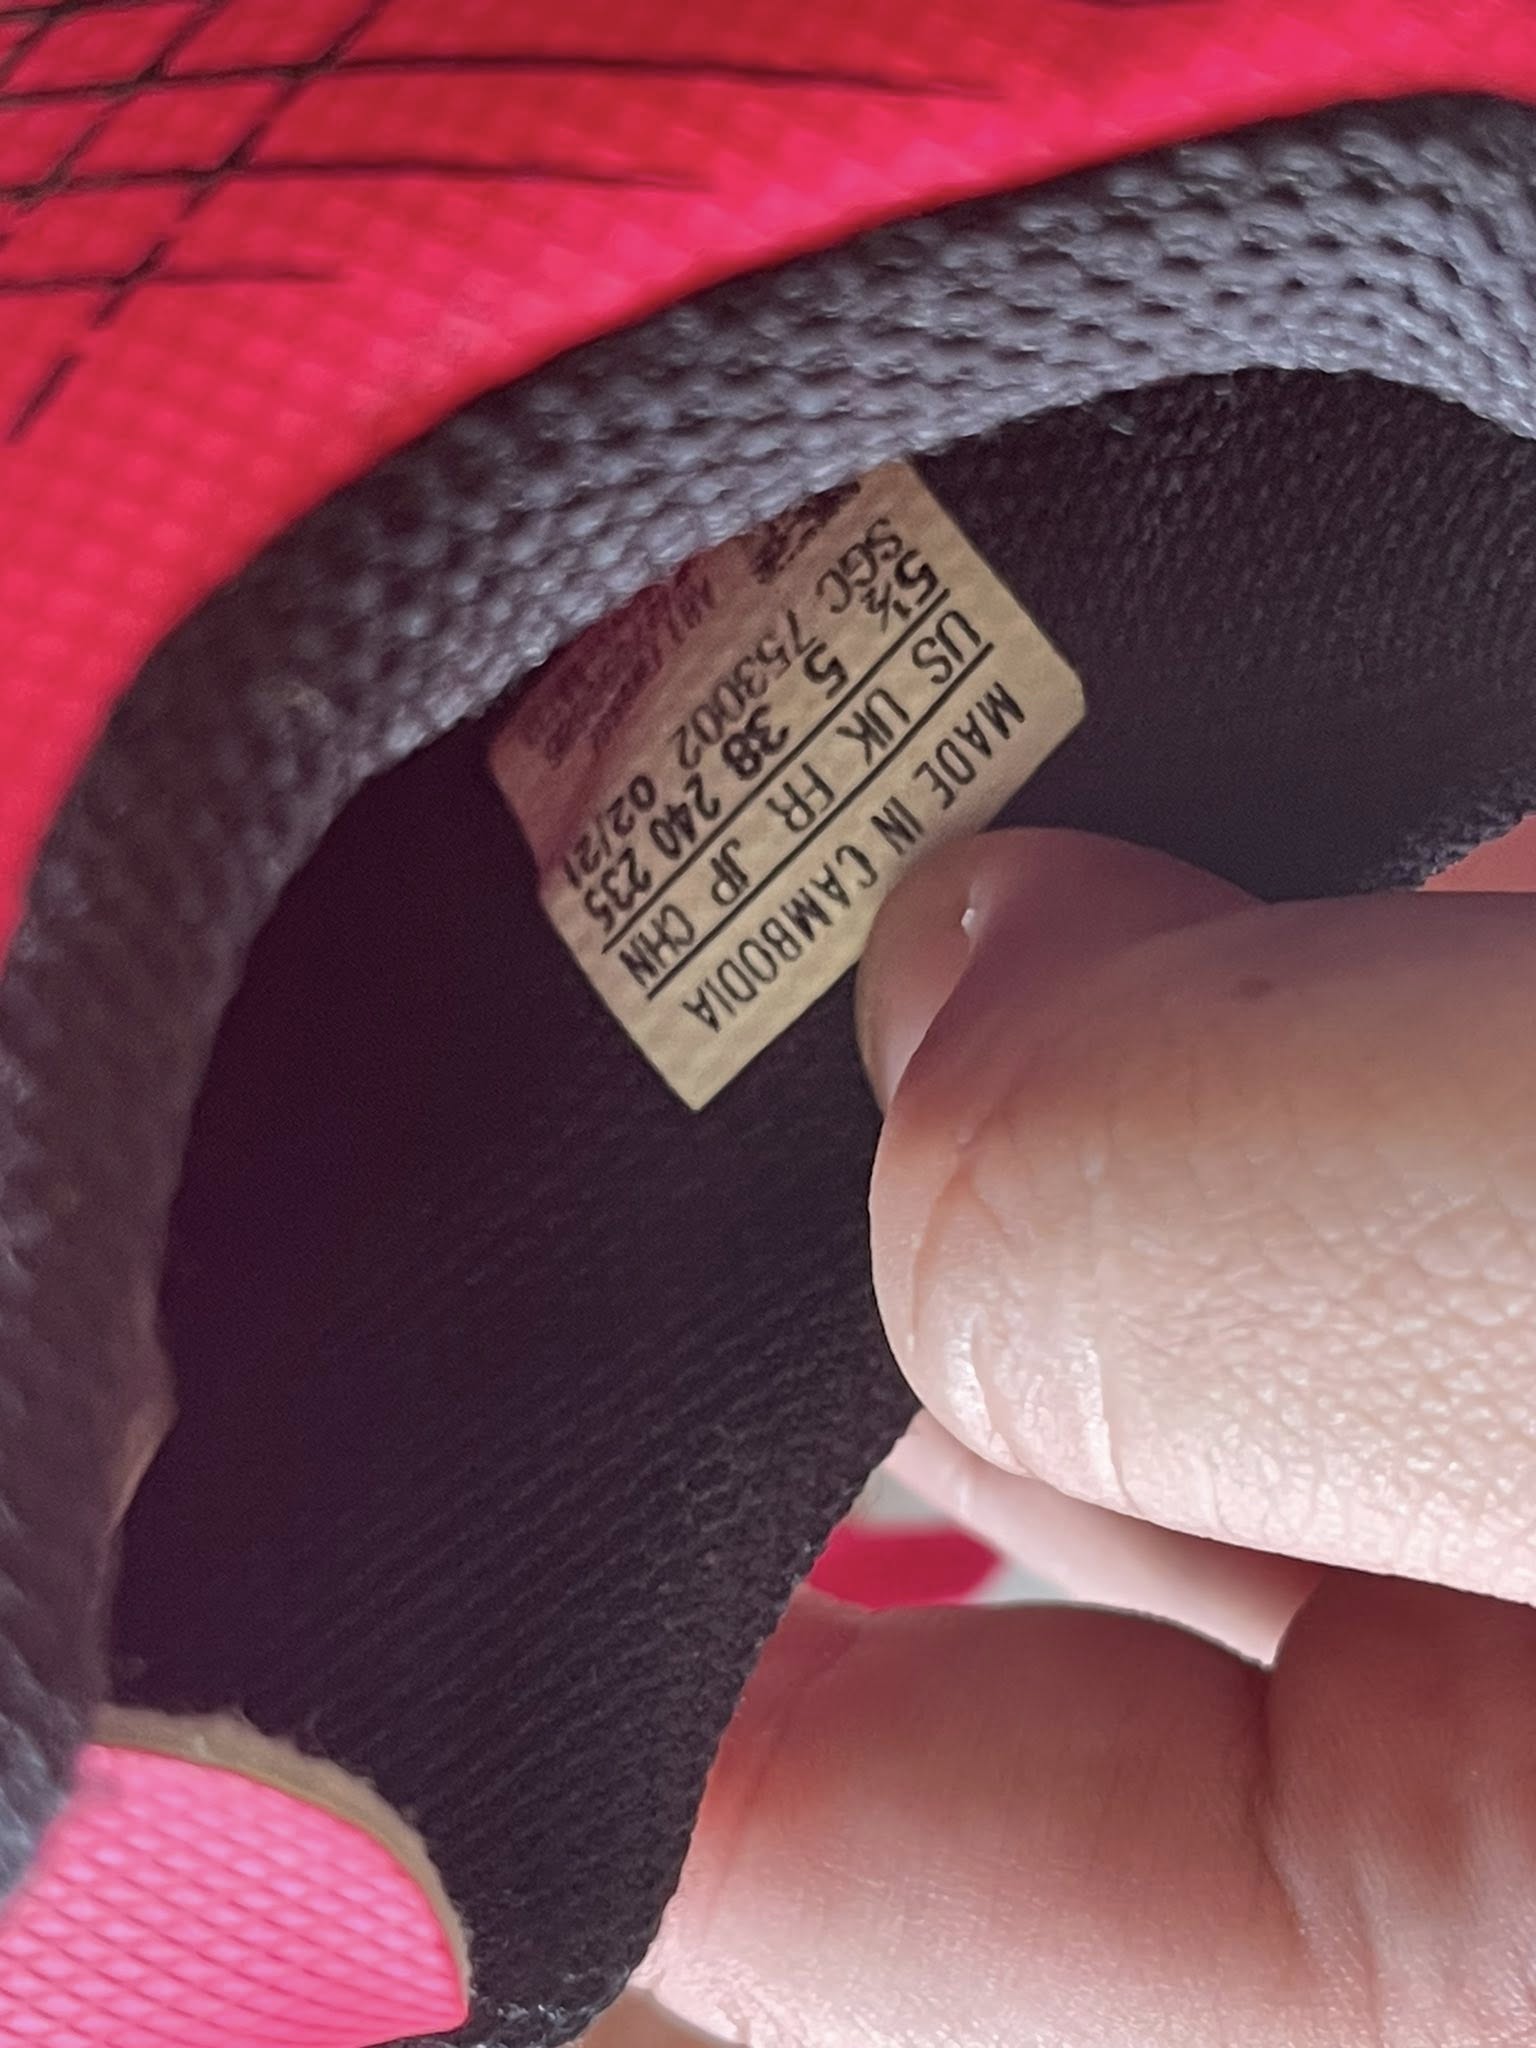 MADE IN CAMBODIA
US UK FR JP CHN
5½ 5 38 240 235
SGC 753002 02/21